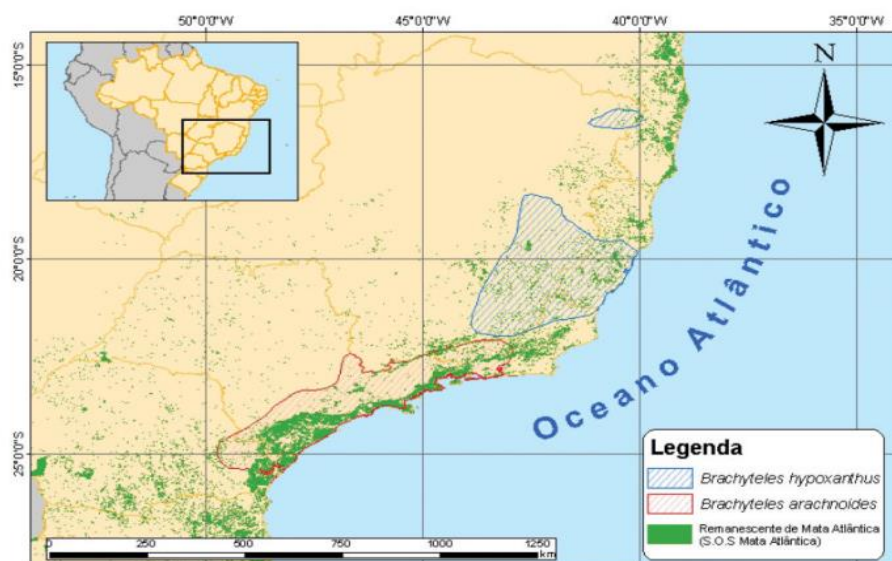 50°0'0"W
45°0'0"W
40°0'0"W
35°0'0"W
15°0'0"S
N
20°0'0"S
Oceano Atlântico
25°0'0"S
Legenda
Brachyteles hypoxanthus
Brachyteles arachnoides
Remanescente de Mata Atlântica
(S.O.S Mata Atlântica)
0 250 500 750 1000 1250
km